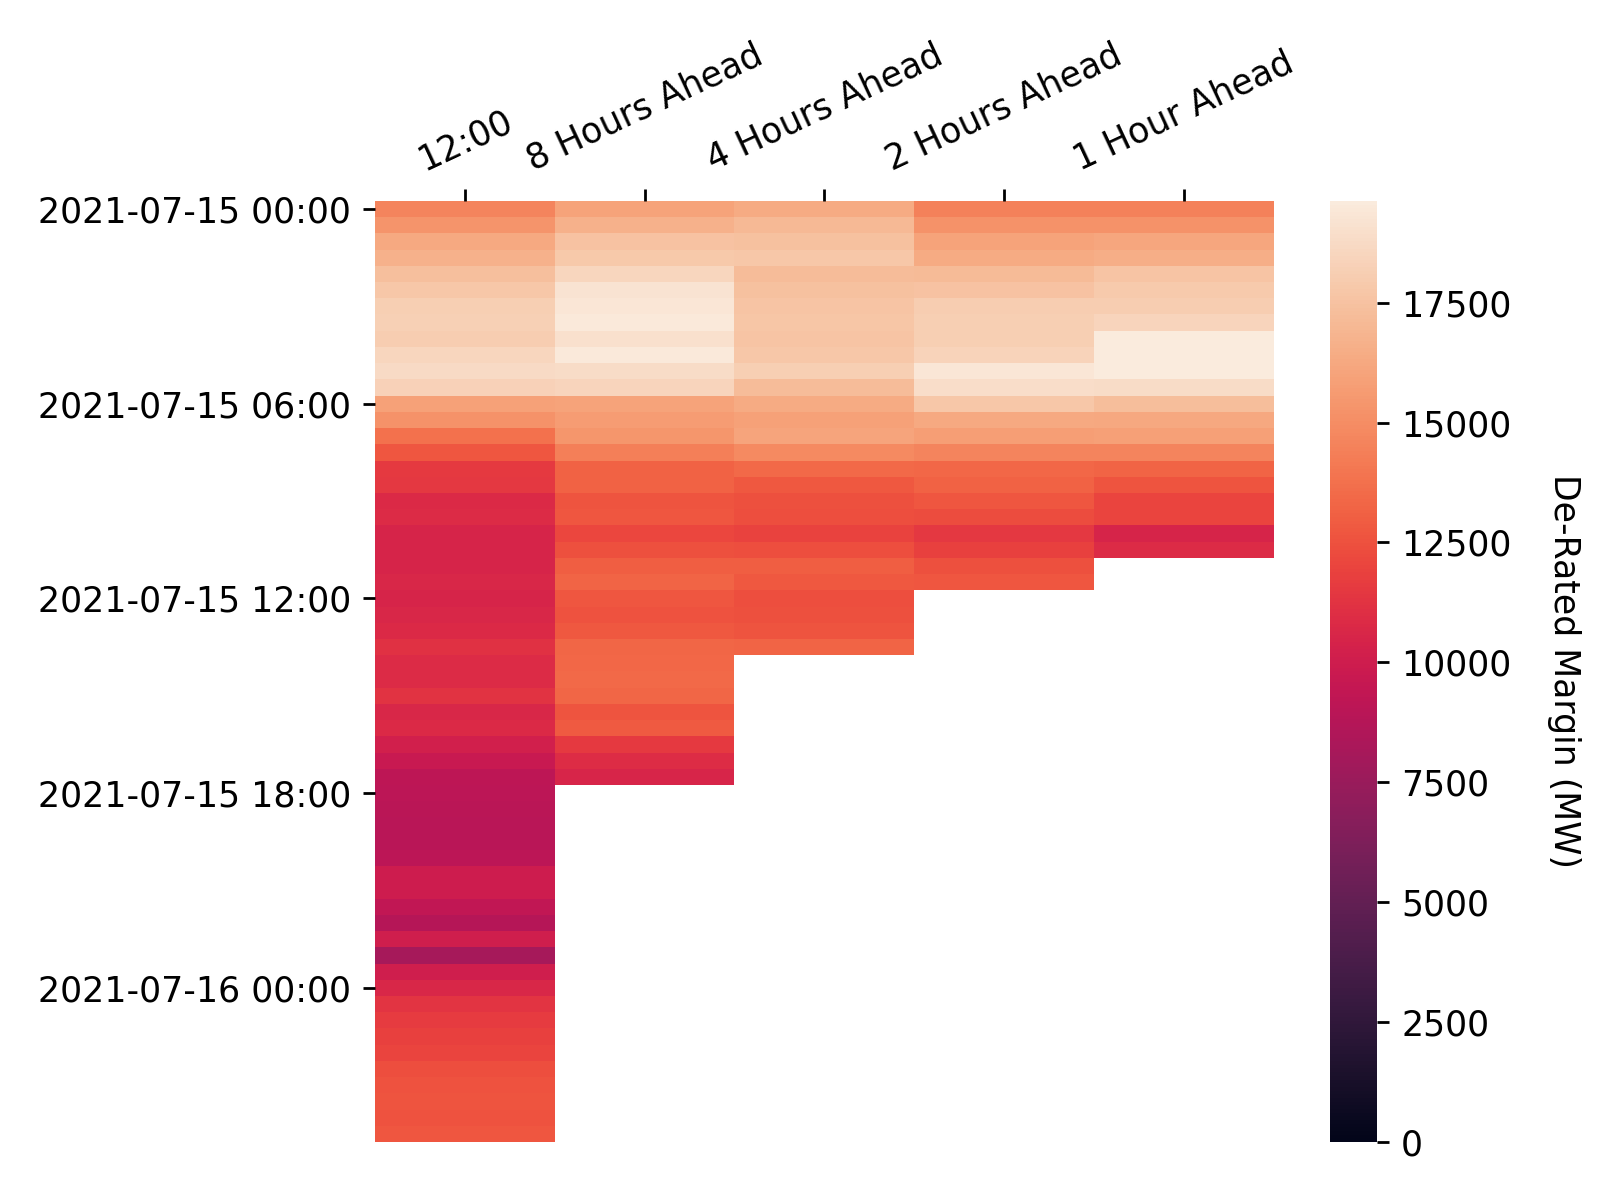 12:00
8 Hours Ahead
4 Hours Ahead
2 Hours Ahead
1 Hour Ahead
2021-07-15 00:00
2021-07-15 06:00
2021-07-15 12:00
2021-07-15 18:00
2021-07-16 00:00
17500
15000
12500
10000
7500
5000
2500
0
De-Rated Margin (MW)